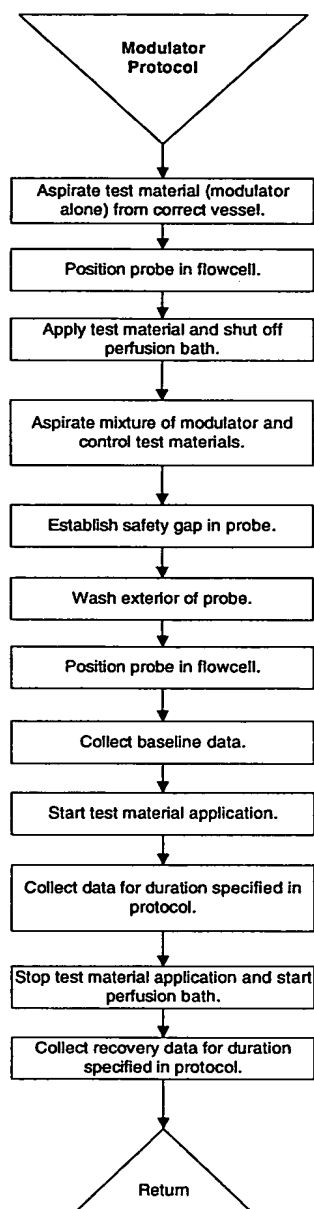 Modulator
Protocol
Aspirate test material (modulator
alone) from correct vessel.
Position probe in flowcell.
Apply test material and shut off
perfusion bath.
Aspirate mixture of modulator and
control test materials.
Establish safety gap in probe.
Wash exterior of probe.
Position probe in flowcell.
Collect baseline data.
Start test material application.
Collect data for duration specified in
protocol.
Stop test material application and start
perfusion bath.
Collect recovery data for duration
specified in protocol.
Return